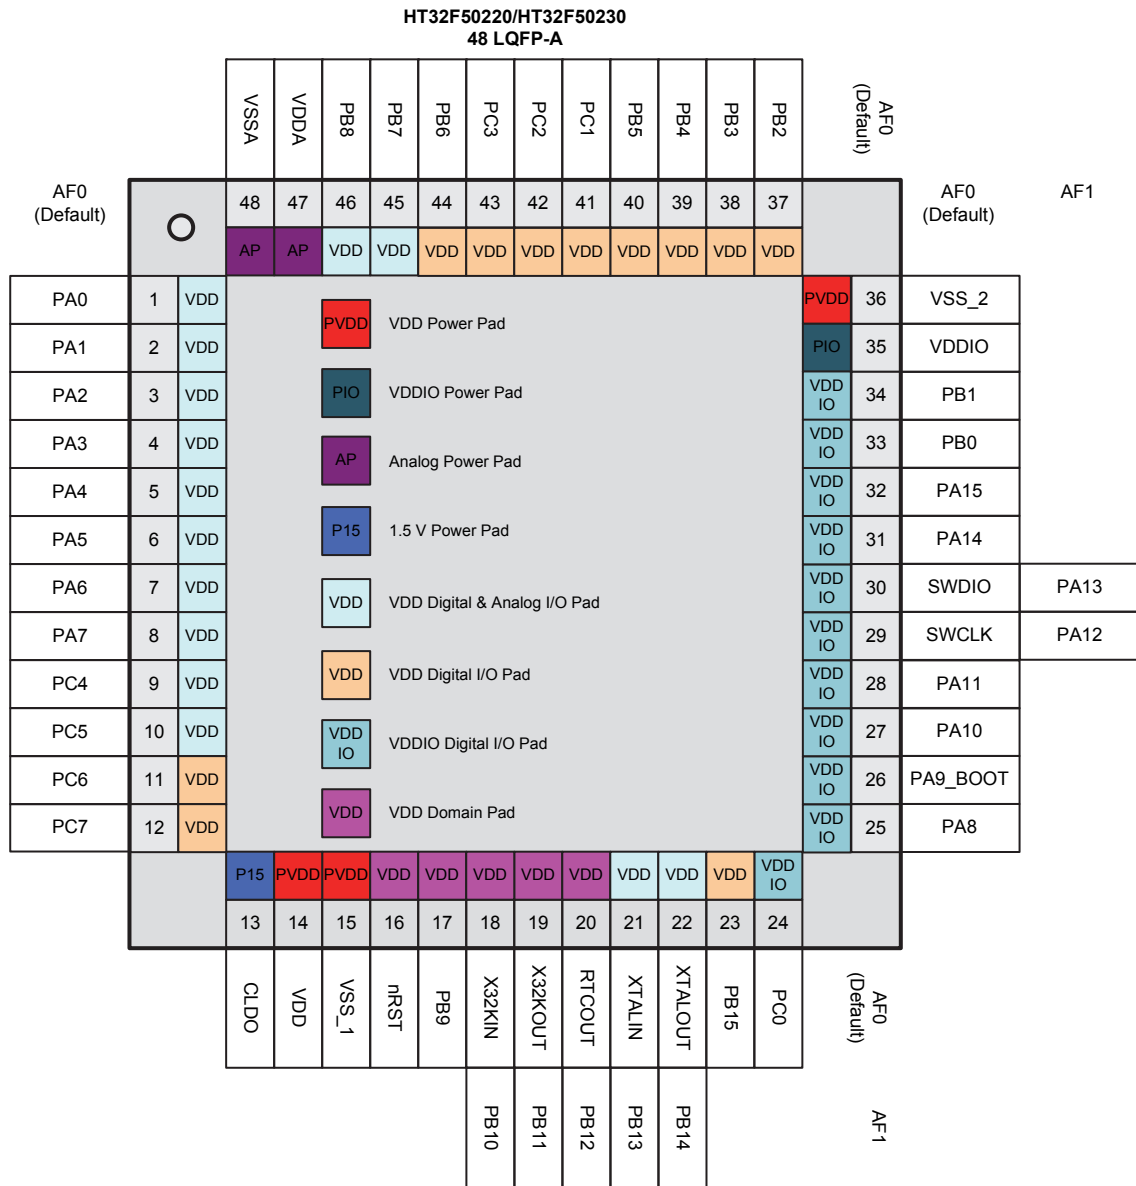 HT32F50220/HT32F50230
48 LQFP-A
VSSA VDDA PB8 PB7 PB6 PC3 PC2 PC1 PB5 PB4 PB3 PB2 AF0 (Default)
AF0 (Default) 48 47 46 45 44 43 42 41 40 39 38 37 AF0 (Default) AF1
AP AP VDD VDD VDD VDD VDD VDD VDD VDD VDD VDD
PA0 1 VDD PVDD 36 VSS_2
PVDD VDD Power Pad
PA1 2 VDD PIO 35 VDDIO
PA2 3 VDD VDD IO 34 PB1
PIO VDDIO Power Pad
PA3 4 VDD VDD IO 33 PB0
AP Analog Power Pad
PA4 5 VDD VDD IO 32 PA15
PA5 6 VDD VDD IO 31 PA14
P15 1.5 V Power Pad
PA6 7 VDD VDD IO 30 SWDIO PA13
VDD VDD Digital & Analog I/O Pad
PA7 8 VDD VDD IO 29 SWCLK PA12
PC4 9 VDD VDD IO 28 PA11
VDD VDD Digital I/O Pad
PC5 10 VDD VDD IO 27 PA10
VDD IO VDDIO Digital I/O Pad
PC6 11 VDD VDD IO 26 PA9_BOOT
VDD VDD Domain Pad
PC7 12 VDD VDD IO 25 PA8
P15 PVDD PVDD VDD VDD VDD VDD VDD VDD VDD VDD VDD IO
13 14 15 16 17 18 19 20 21 22 23 24
CLDO VDD VSS_1 nRST PB9 X32KIN X32KOUT RTCOUT XTALIN XTALOUT PB15 PC0 AF0 (Default)
PB10 PB11 PB12 PB13 PB14 AF1